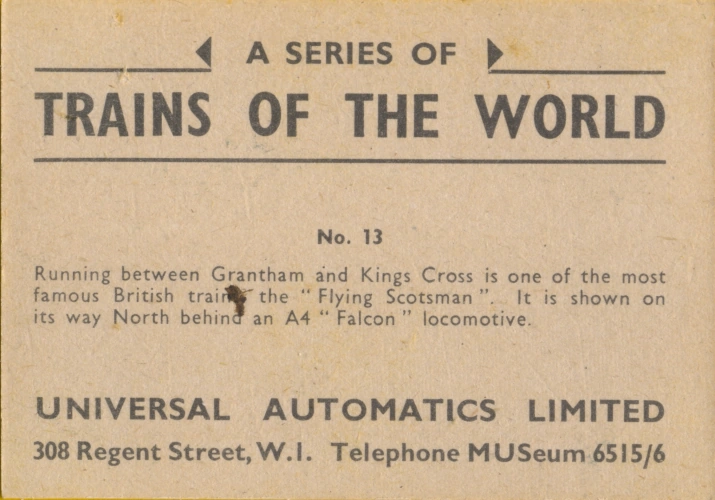 A SERIES OF
TRAINS OF THE WORLD
No. 13
Running between Grantham and Kings Cross is one of the most
famous British trains the "Flying Scotsman". It is shown on
its way North behind an A4 "Falcon" locomotive.
UNIVERSAL AUTOMATICS LIMITED
308 Regent Street, W.1. Telephone MUSeum 6515/6